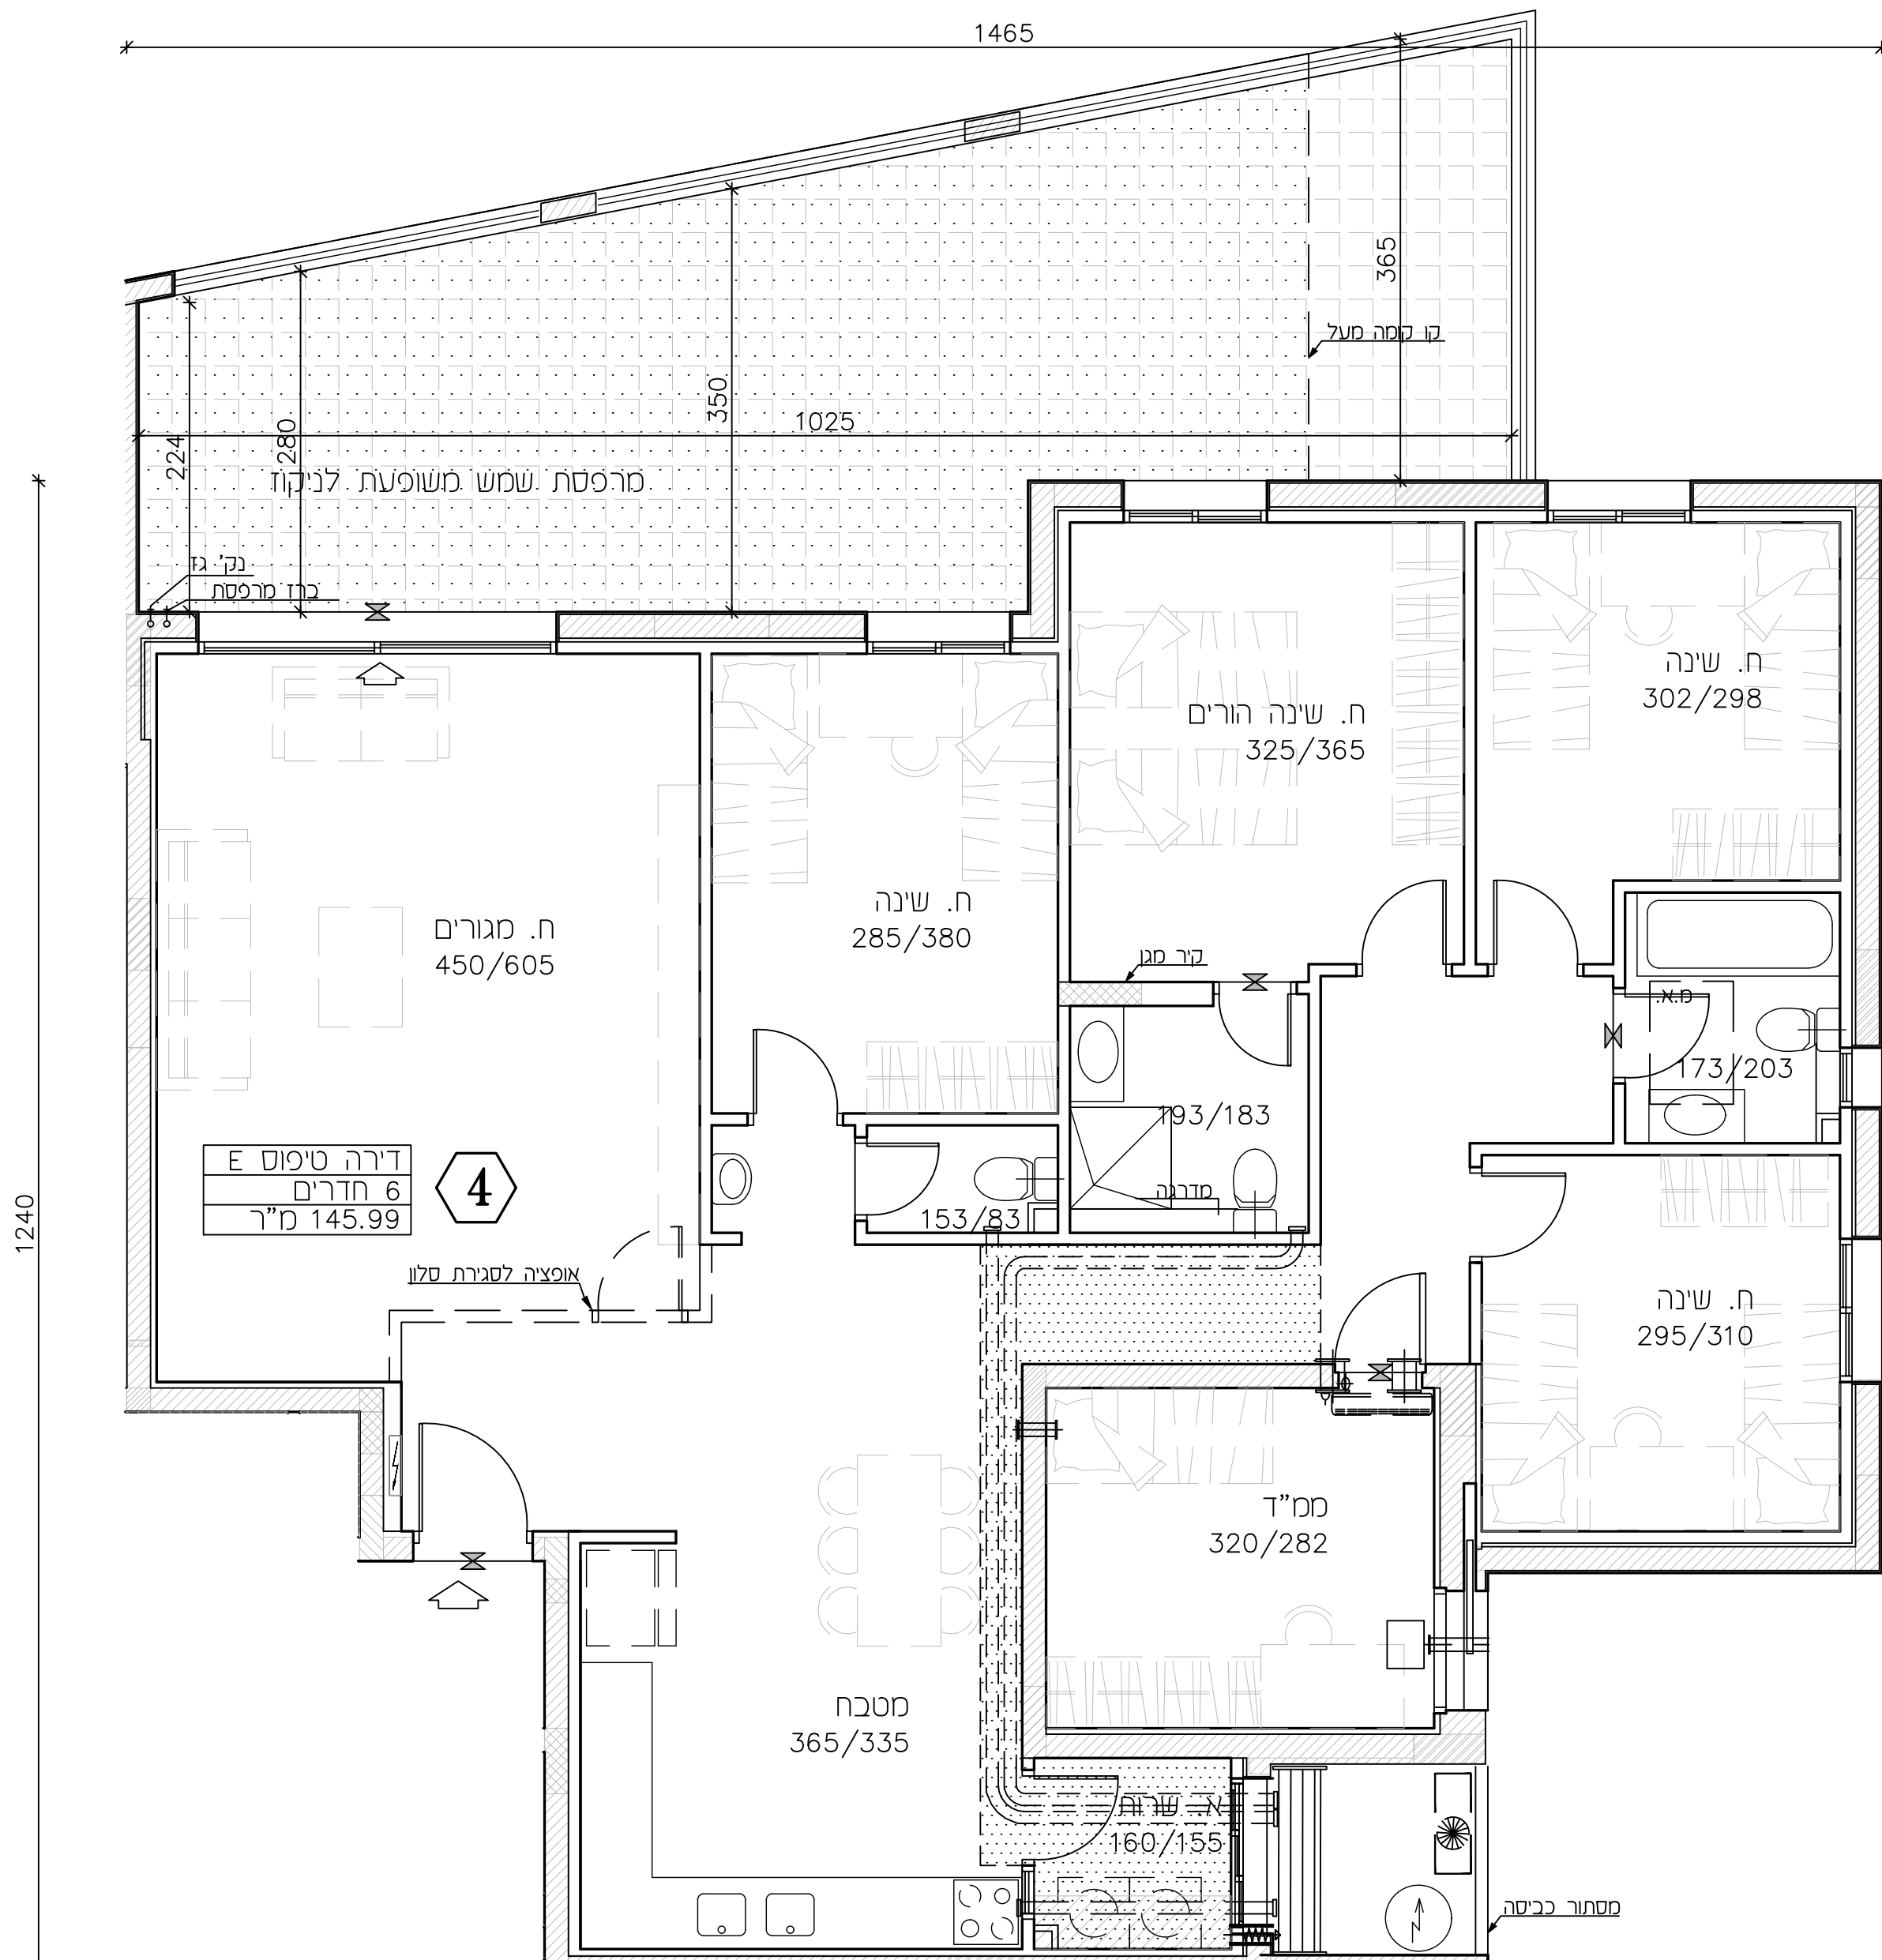 1465
365
קו קומה מעל
350
1025
224
280
מרפסת שמש משופעת לניקוז
נק' גז
ברז מרפסת
ח. שינה
302/298
ח. שינה הורים
325/365
ח. שינה
285/380
ח. מגורים
450/605
קיר מגן
מ.א.
173/203
193/183
מדרגה
153/83
דירה טיפוס E
6 חדרים
145.99 מ"ר
4
1240
אופציה לסגירת סלון
ח. שינה
295/310
ממ"ד
320/282
מטבח
365/335
א. שרות
160/155
מסתור כביסה